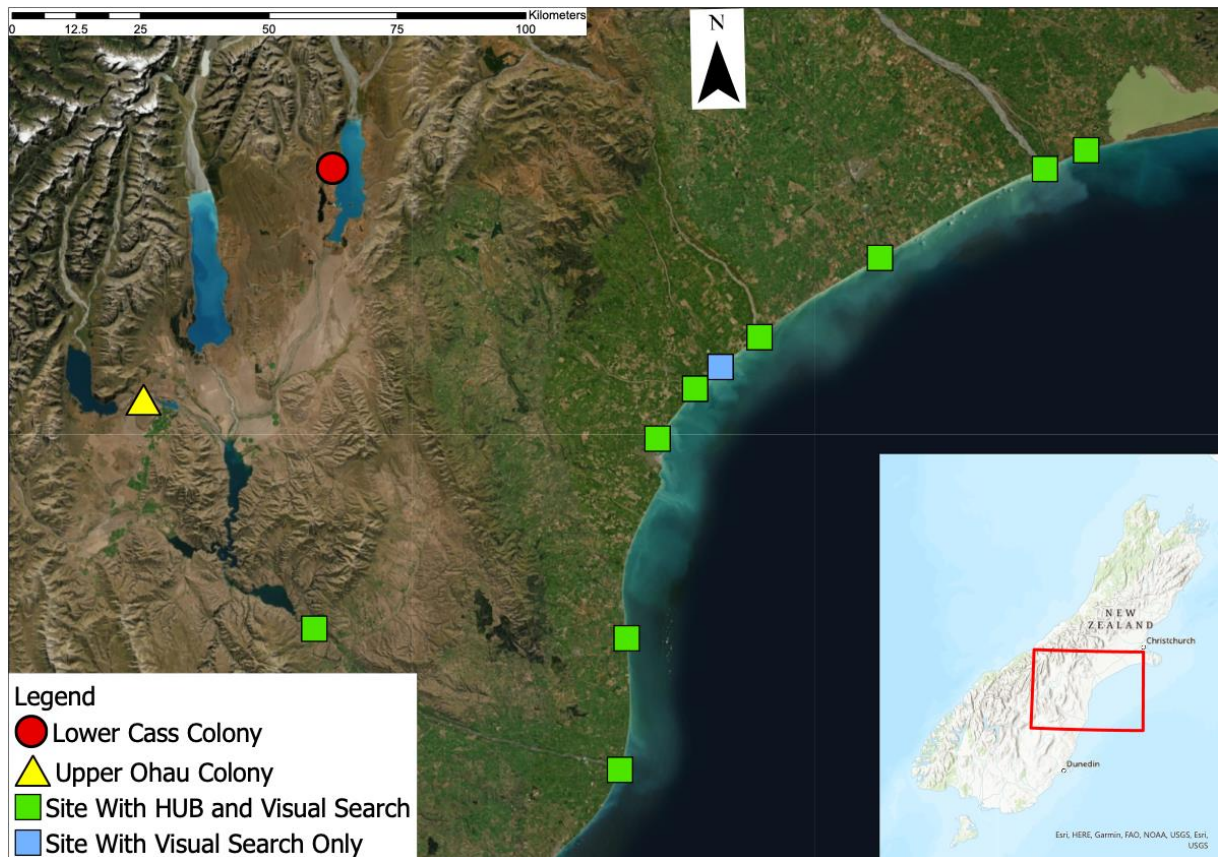 Kilometers
0 12.5 25 50 75 100
N
NEW
ZEALAND
Christchurch
Dunedin
Esri, HERE, Garmin, FAO, NOAA, USGS, Esri,
USGS
Legend
Lower Cass Colony
Upper Ohau Colony
Site With HUB and Visual Search
Site With Visual Search Only